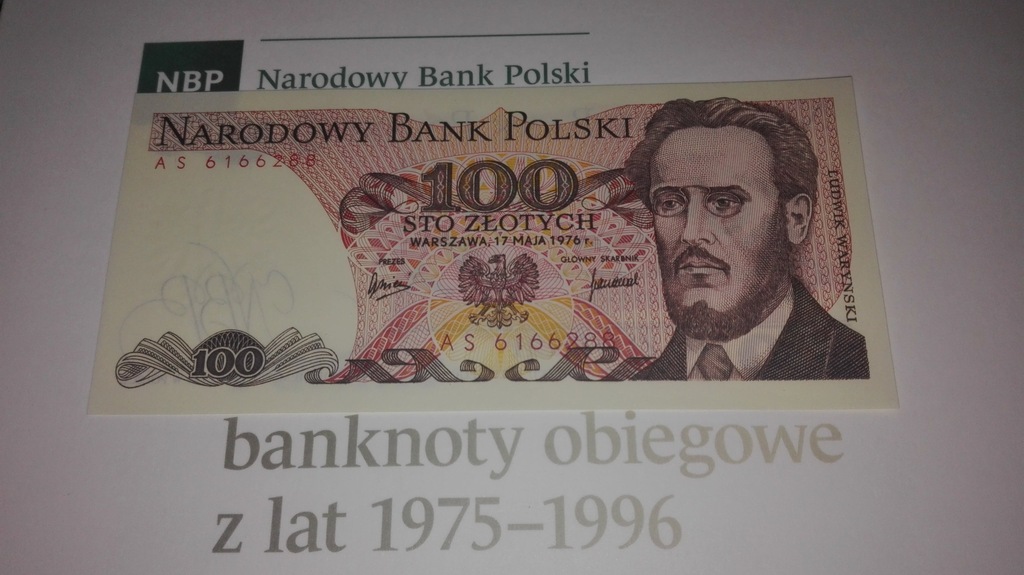 NBP Narodowy Bank Polski
NARODOWY BANK POLSKI
AS 6166288
100
STO ZŁOTYCH
WARSZAWA, 17 MAJA 1976 r.
PREZES
GŁÓWNY SKARBNIK
LUDWIK WARYŃSKI
AS 6166288
100
banknoty obiegowe
z lat 1975–1996